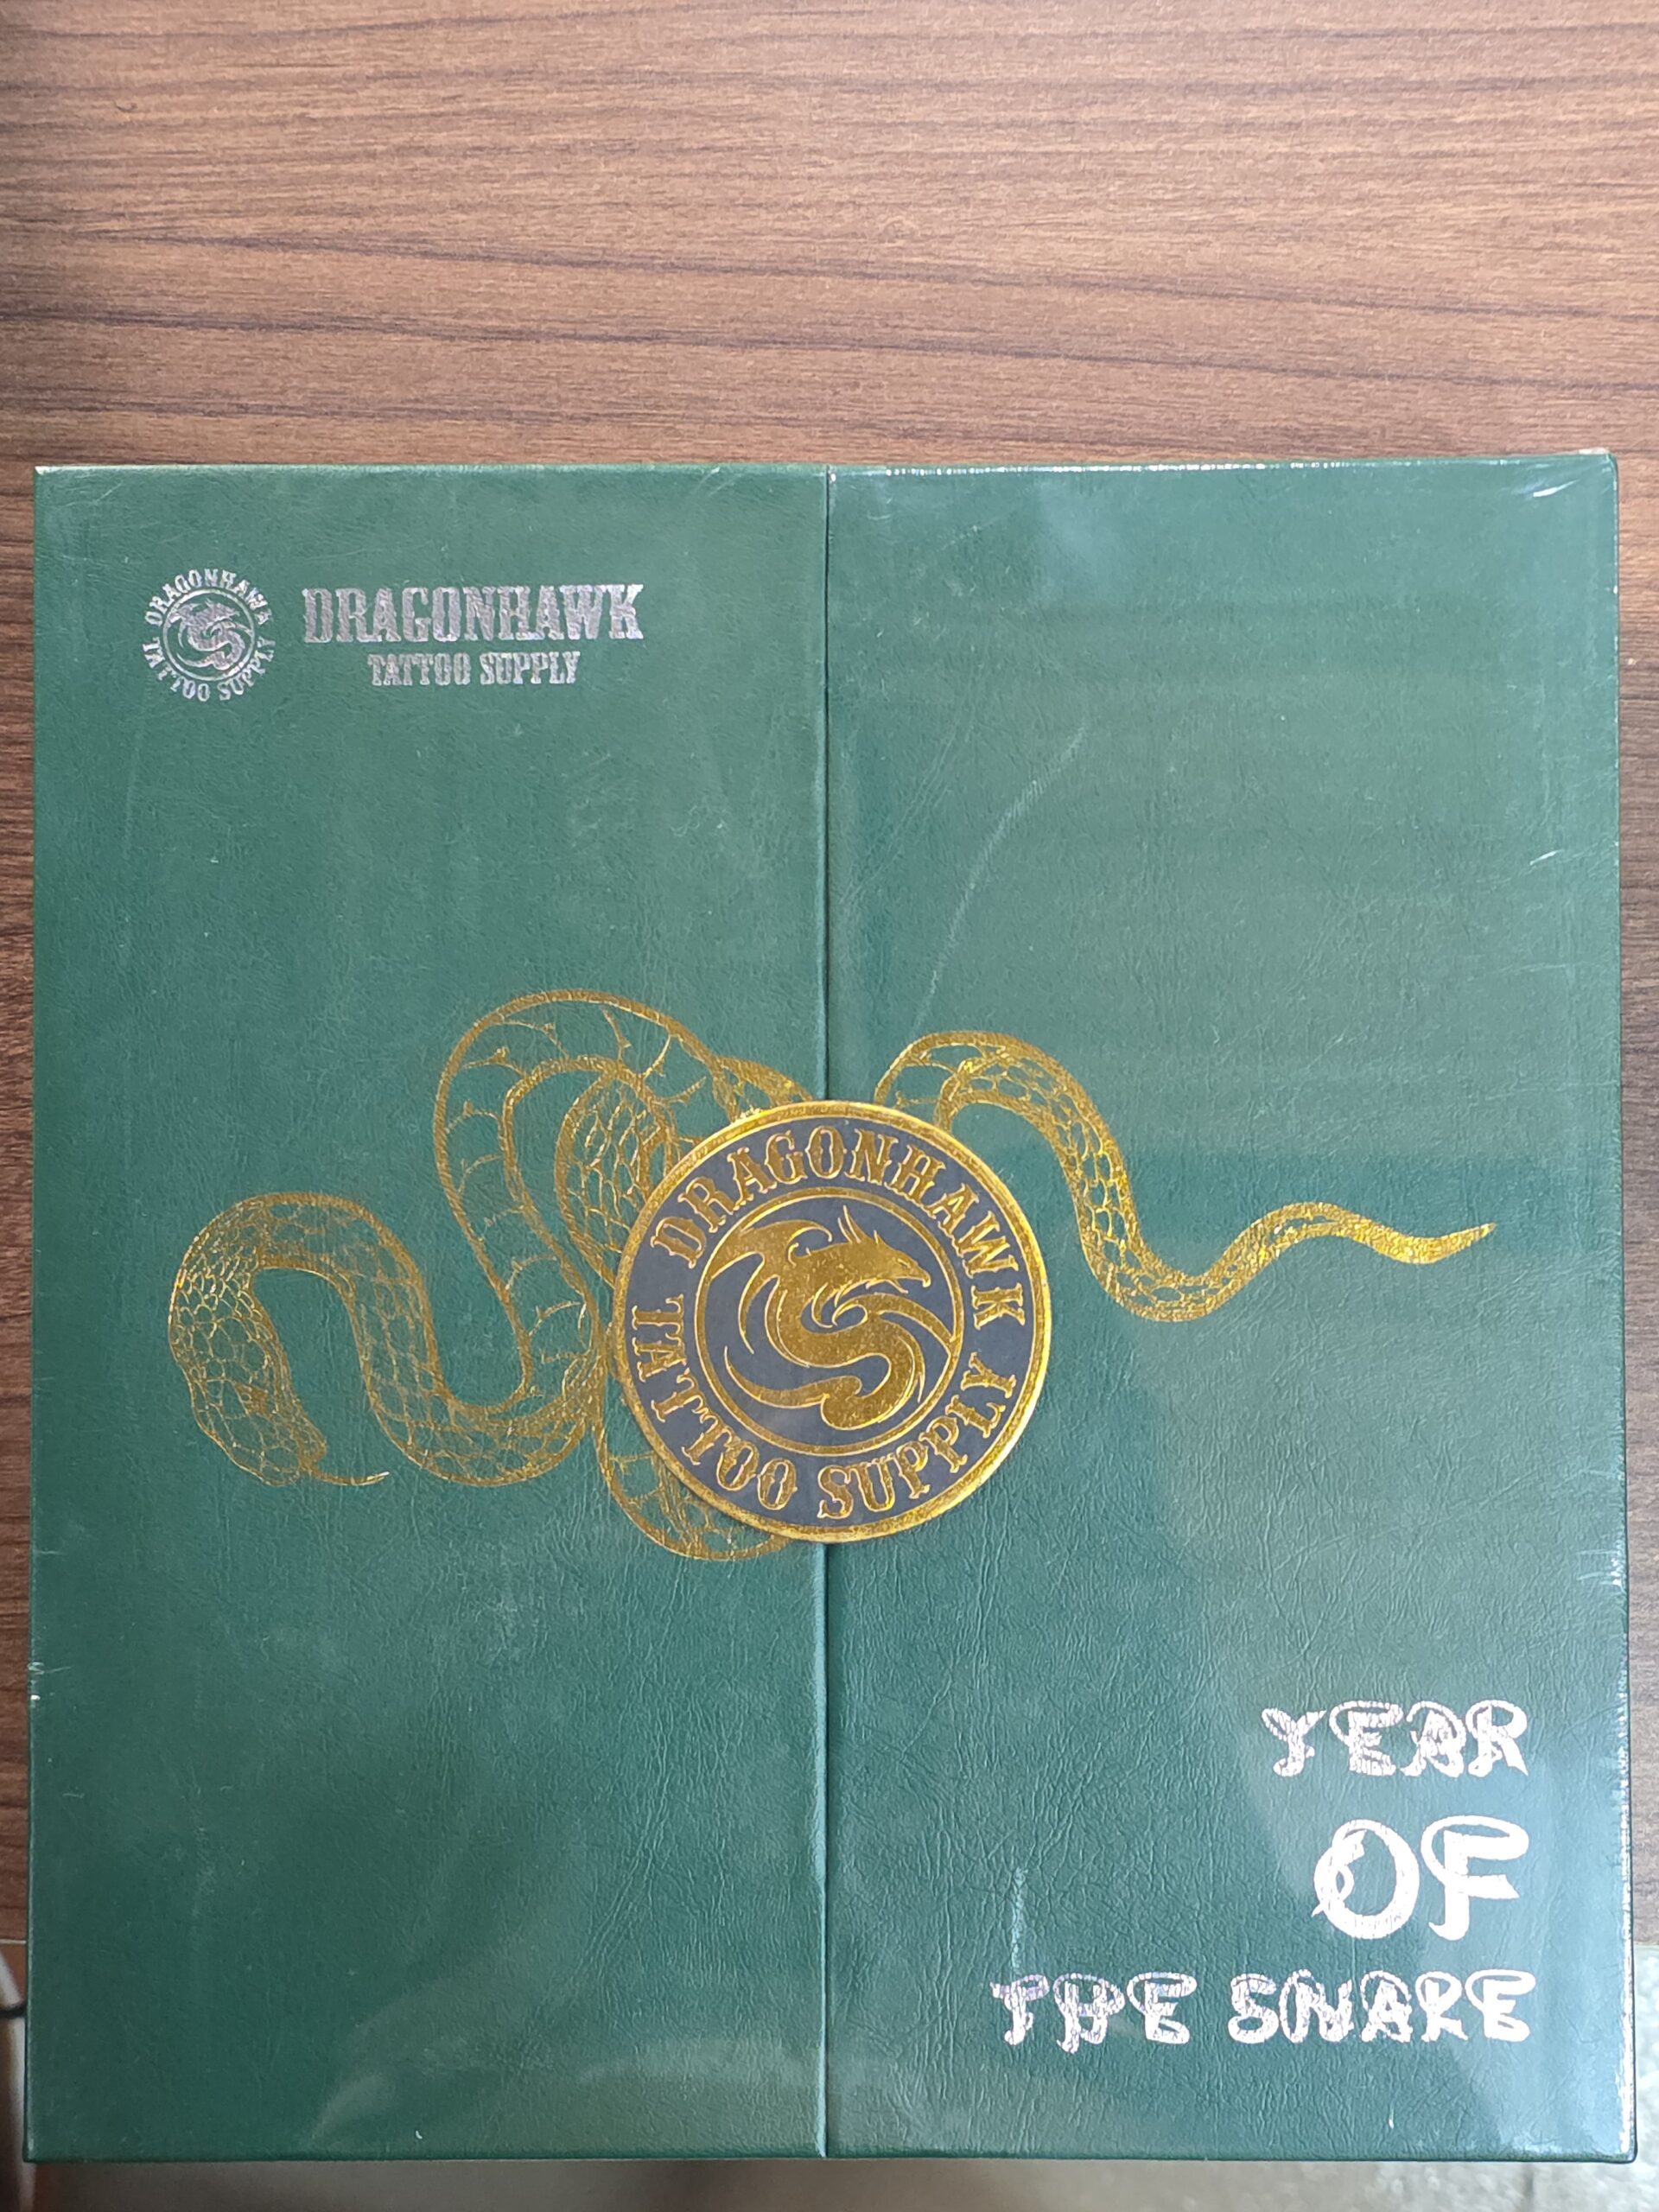 DRAGONHAWK
TATTOO SUPPLY
DRAGONHAWK
TATTOO SUPPLY
DRAGONHAWK
TATTOO SUPPLY
YEAR
OF
THE SNAKE